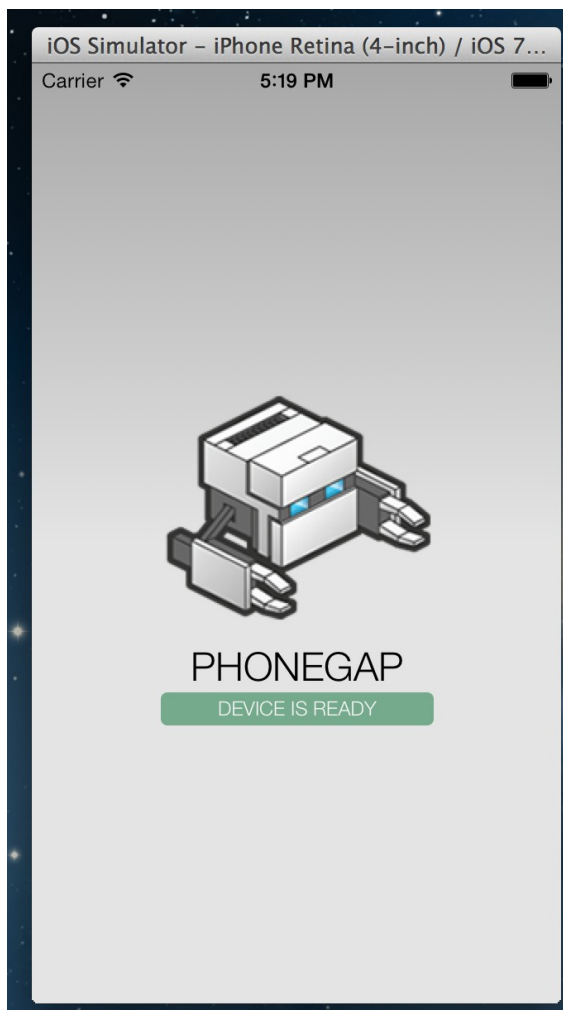 iOS Simulator – iPhone Retina (4-inch) / iOS 7...
Carrier 5:19 PM
PHONEGAP
DEVICE IS READY